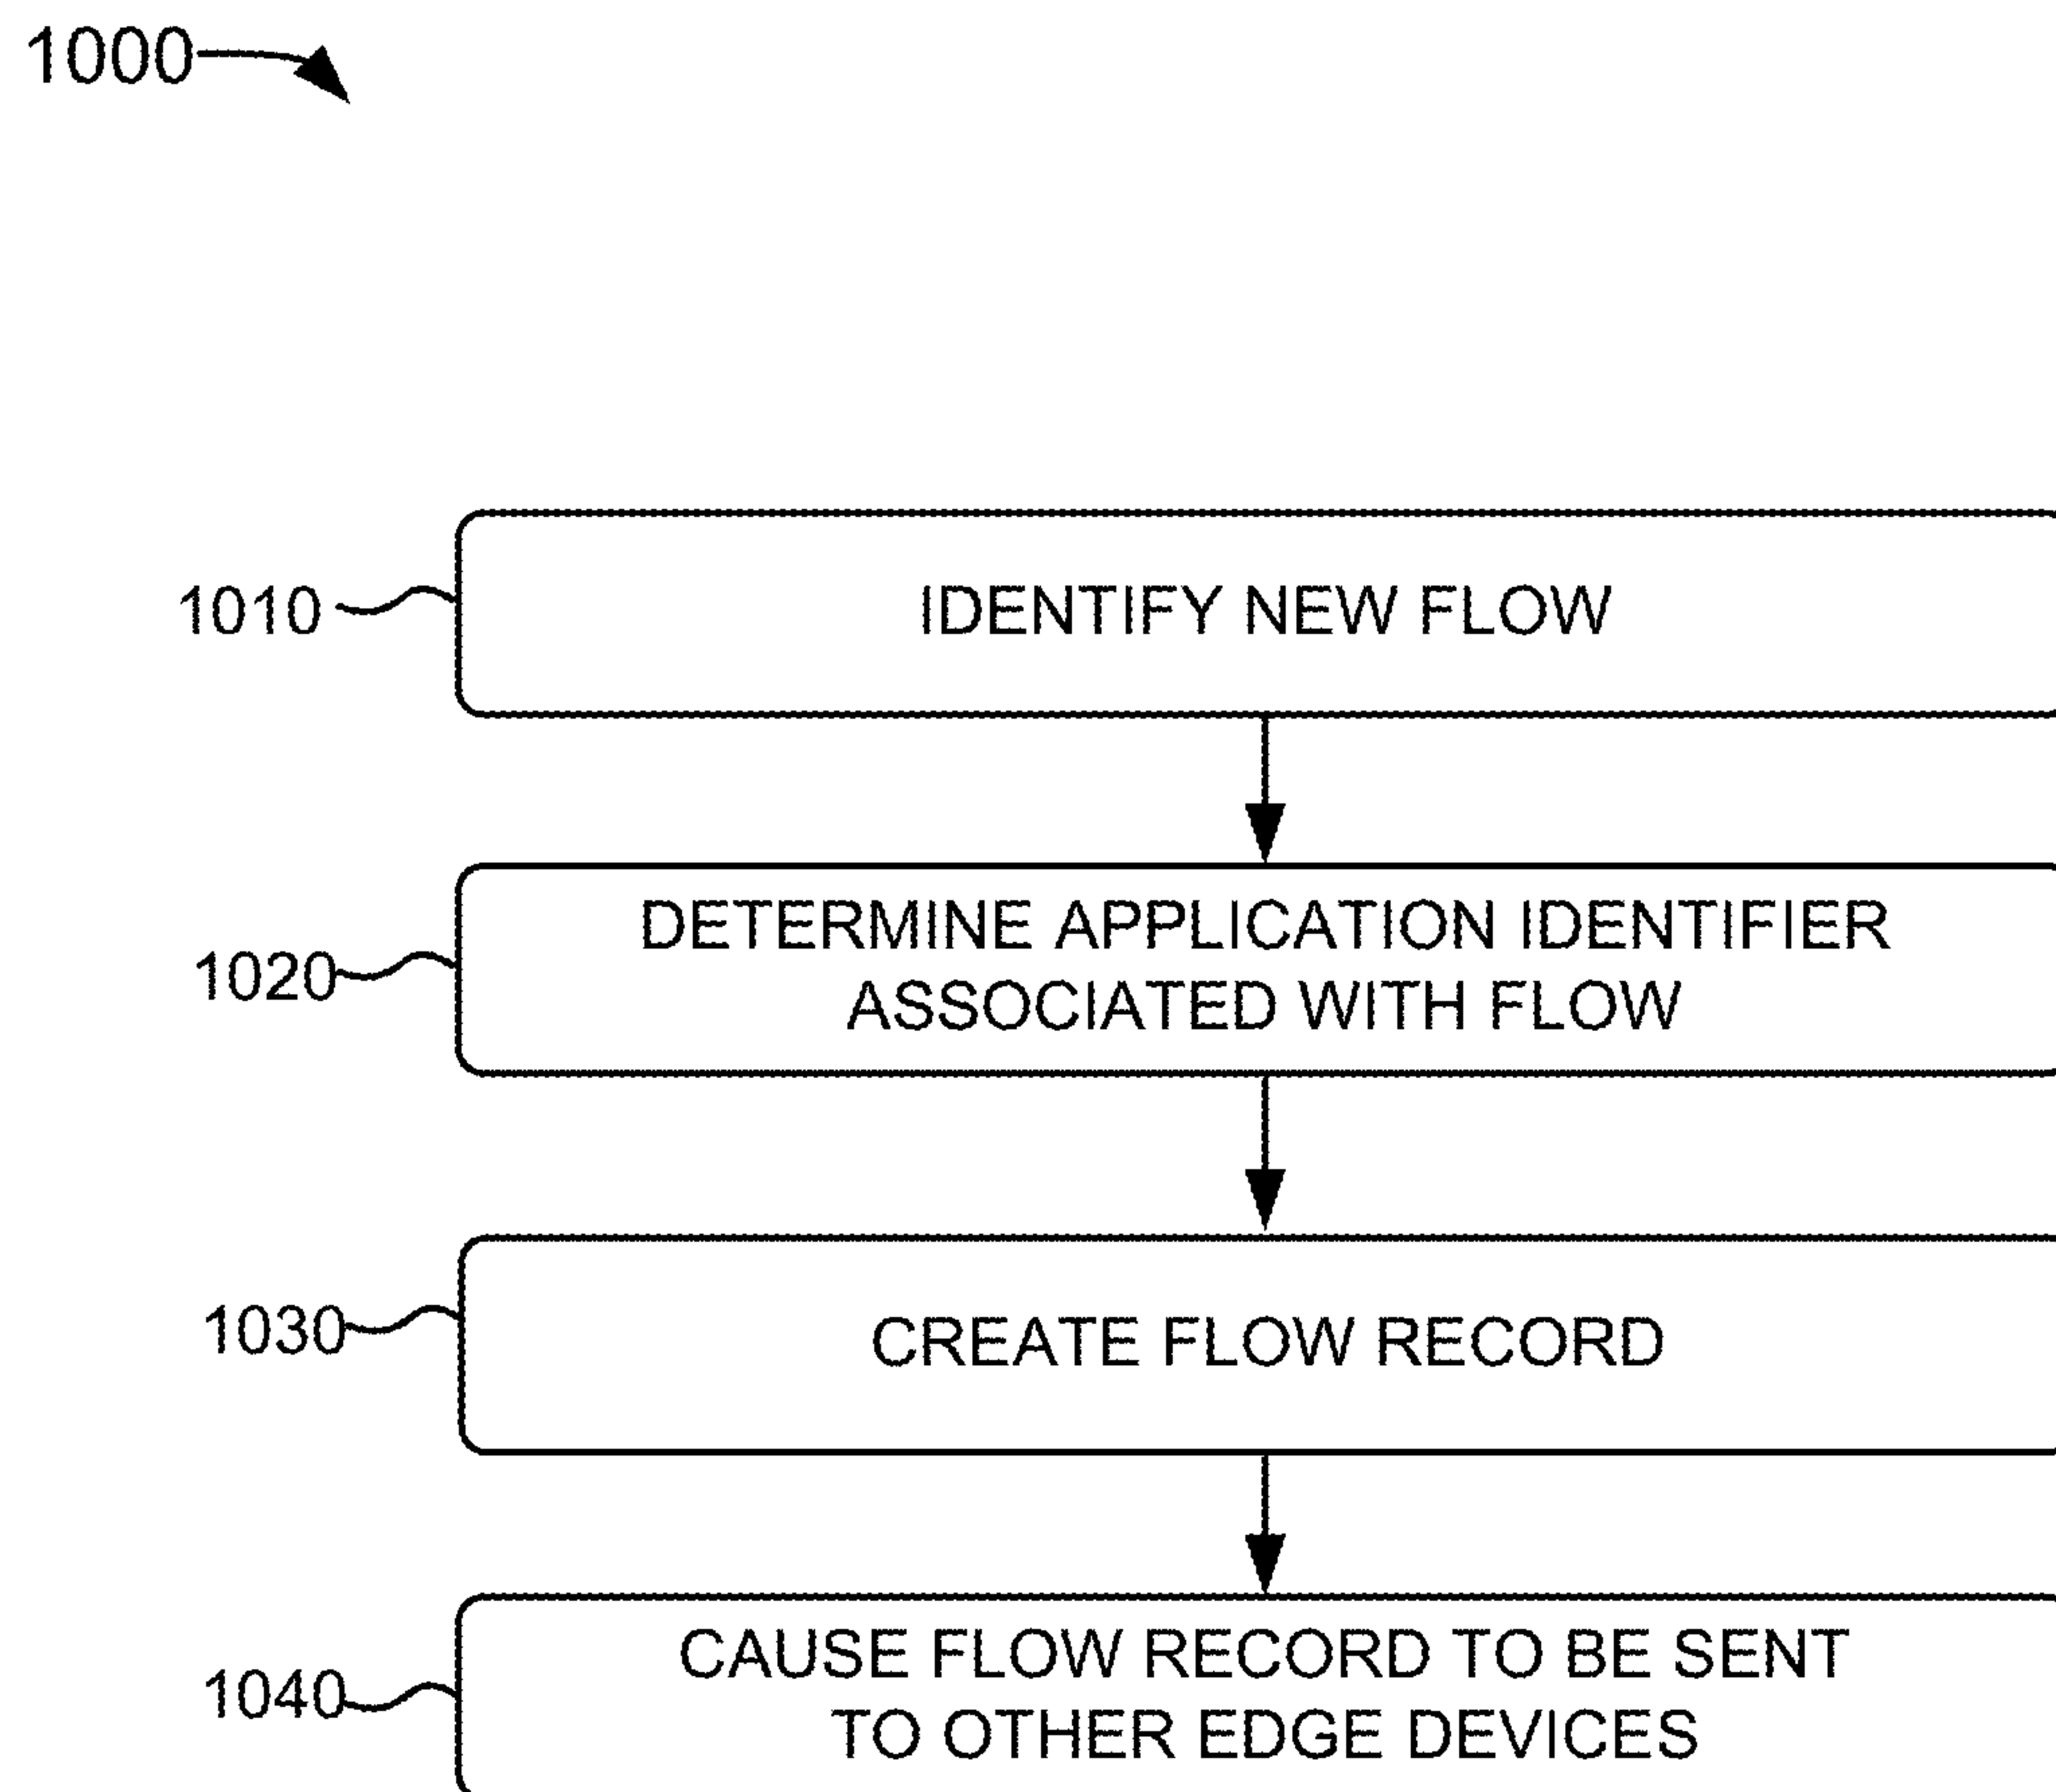 1000
1010
IDENTIFY NEW FLOW
1020
DETERMINE APPLICATION IDENTIFIER
ASSOCIATED WITH FLOW
1030
CREATE FLOW RECORD
1040
CAUSE FLOW RECORD TO BE SENT
TO OTHER EDGE DEVICES